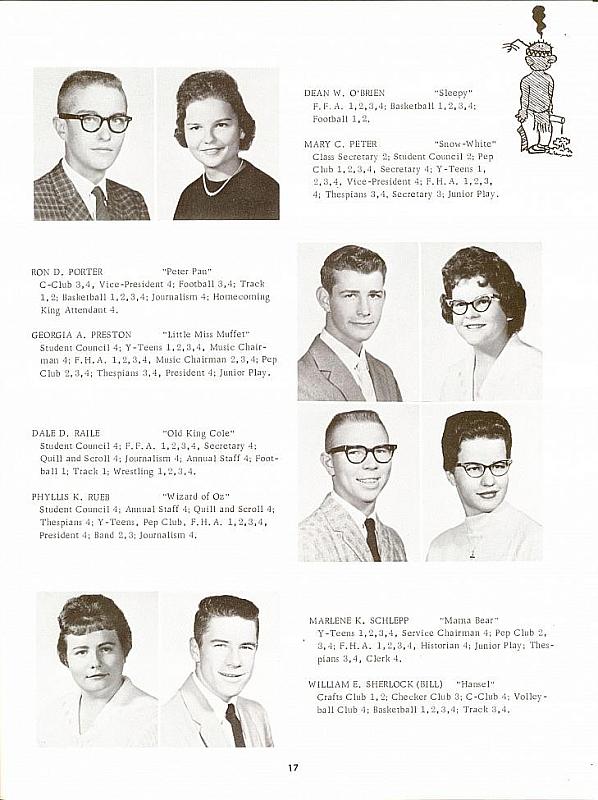 DEAN W. O'BRIEN "Sleepy"
F.F.A. 1,2,3,4; Basketball 1,2,3,4;
Football 1,2.
MARY C. PETER "Snow-White"
Class Secretary 2; Student Council 2; Pep
Club 1,2,3,4, Secretary 4; Y-Teens 1,
2,3,4, Vice-President 4; F.H.A. 1,2,3,
4; Thespians 3,4, Secretary 3; Junior Play.
RON D. PORTER "Peter Pan"
C-Club 3,4, Vice-President 4; Football 3,4; Track
1,2; Basketball 1,2,3,4; Journalism 4; Homecoming
King Attendant 4.
GEORGIA A. PRESTON "Little Miss Muffet"
Student Council 4; Y-Teens 1,2,3,4, Music Chair-
man 4; F.H.A. 1,2,3,4, Music Chairman 2,3,4; Pep
Club 2,3,4; Thespians 3,4, President 4; Junior Play.
DALE D. RAILE "Old King Cole"
Student Council 4; F.F.A. 1,2,3,4, Secretary 4;
Quill and Scroll 4; Journalism 4; Annual Staff 4; Foot-
ball 1; Track 1; Wrestling 1,2,3,4.
PHYLLIS K. RUEB "Wizard of Oz"
Student Council 4; Annual Staff 4; Quill and Scroll 4;
Thespians 4; Y-Teens, Pep Club, F.H.A. 1,2,3,4,
President 4; Band 2,3; Journalism 4.
MARLENE K. SCHLEPP "Mama Bear"
Y-Teens 1,2,3,4, Service Chairman 4; Pep Club 2,
3,4; F.H.A. 1,2,3,4, Historian 4; Junior Play; Thes-
pians 3,4, Clerk 4.
WILLIAM E. SHERLOCK (BILL) "Hansel"
Crafts Club 1,2; Checker Club 3; C-Club 4; Volley-
ball Club 4; Basketball 1,2,3,4; Track 3,4.
17